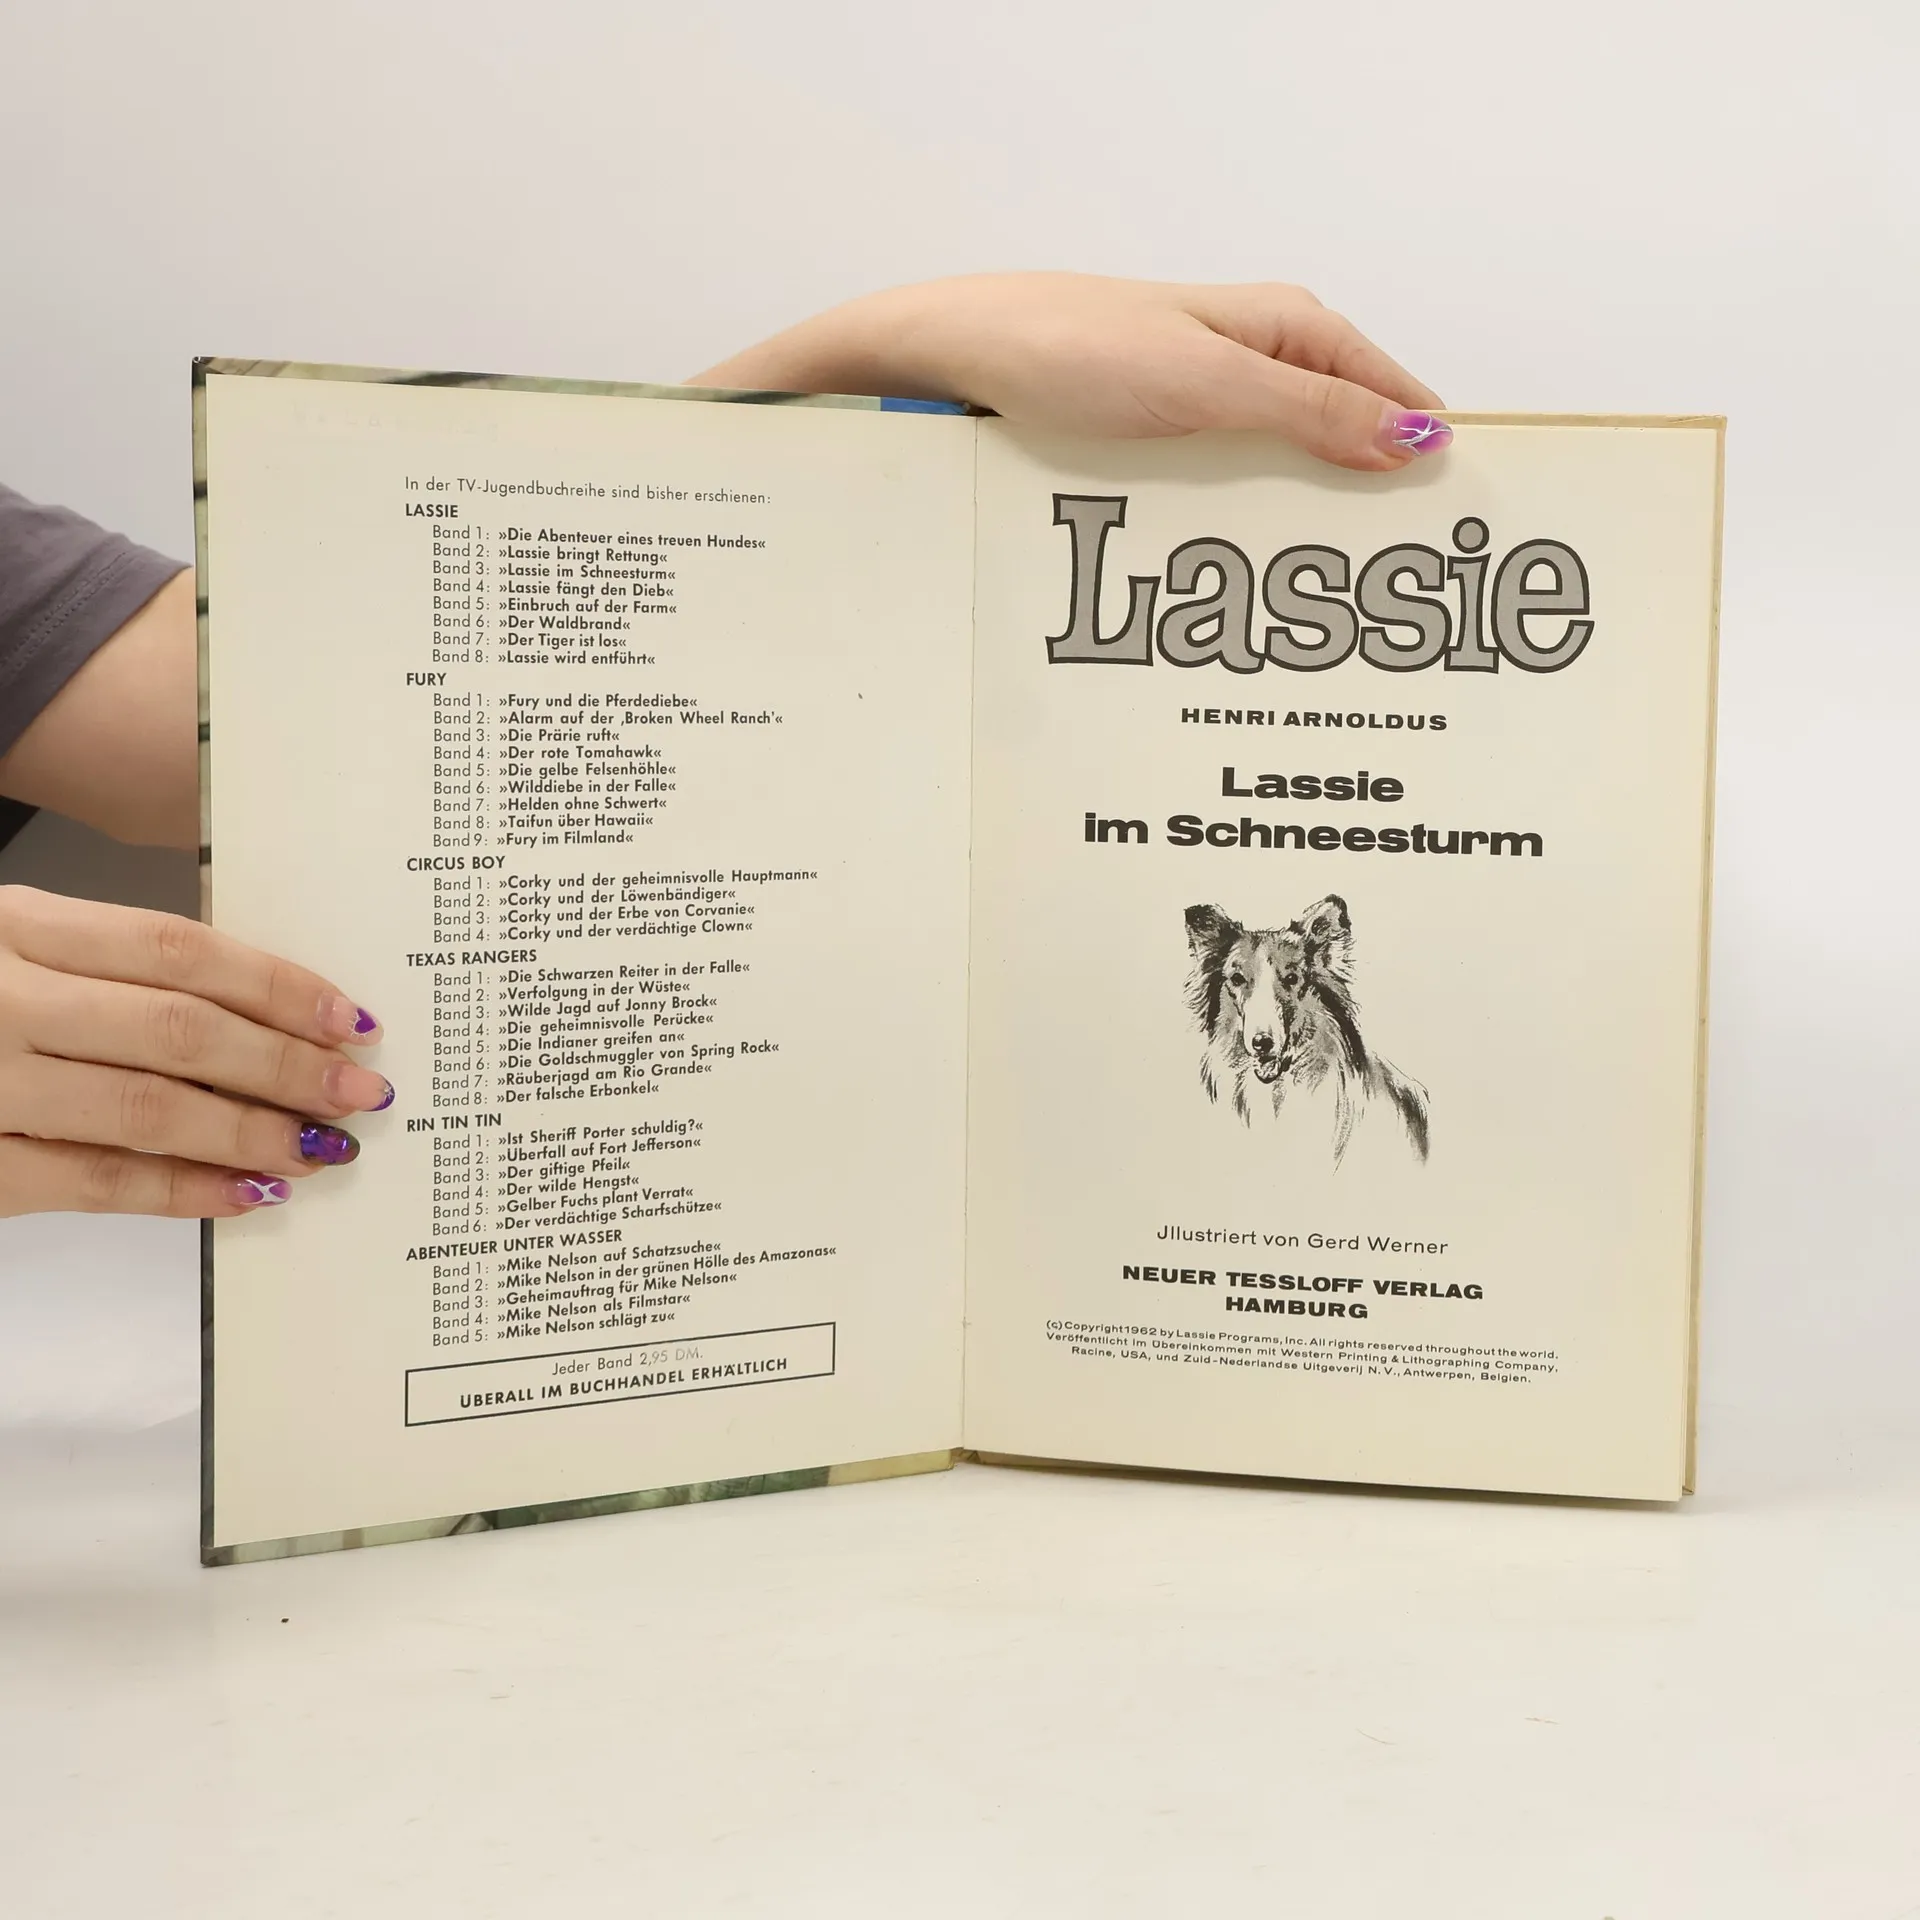 In der TV-Jugendbuchreihe sind bisher erschienen:
LASSIE
Band 1: »Die Abenteuer eines treuen Hundes«
Band 2: »Lassie bringt Rettung«
Band 3: »Lassie im Schneesturm«
Band 4: »Lassie fängt den Dieb«
Band 5: »Einbruch auf der Farm«
Band 6: »Der Waldbrand«
Band 7: »Der Tiger ist los«
Band 8: »Lassie wird entführt«
FURY
Band 1: »Fury und die Pferdediebe«
Band 2: »Alarm auf der ‚Broken Wheel Ranch'«
Band 3: »Die Prärie ruft«
Band 4: »Der rote Tomahawk«
Band 5: »Die gelbe Felsenhöhle«
Band 6: »Wilddiebe in der Falle«
Band 7: »Helden ohne Schwert«
Band 8: »Taifun über Hawaii«
Band 9: »Fury im Filmland«
CIRCUS BOY
Band 1: »Corky und der geheimnisvolle Hauptmann«
Band 2: »Corky und der Löwenbändiger«
Band 3: »Corky und der Erbe von Corvanie«
Band 4: »Corky und der verdächtige Clown«
TEXAS RANGERS
Band 1: »Die Schwarzen Reiter in der Falle«
Band 2: »Verfolgung in der Wüste«
Band 3: »Wilde Jagd auf Jonny Brock«
Band 4: »Die geheimnisvolle Perücke«
Band 5: »Die Indianer greifen an«
Band 6: »Die Goldschmuggler von Spring Rock«
Band 7: »Räuberjagd am Rio Grande«
Band 8: »Der falsche Erbonkel«
RIN TIN TIN
Band 1: »Ist Sheriff Porter schuldig?«
Band 2: »Überfall auf Fort Jefferson«
Band 3: »Der giftige Pfeil«
Band 4: »Der wilde Hengst«
Band 5: »Gelber Fuchs plant Verrat«
Band 6: »Der verdächtige Scharfschütze«
ABENTEUER UNTER WASSER
Band 1: »Mike Nelson auf Schatzsuche«
Band 2: »Mike Nelson in der grünen Hölle des Amazonas«
Band 3: »Geheimauftrag für Mike Nelson«
Band 4: »Mike Nelson als Filmstar«
Band 5: »Mike Nelson schlägt zu«
Jeder Band 2,95 DM.
ÜBERALL IM BUCHHANDEL ERHÄLTLICH
Lassie
HENRI ARNOLDUS
Lassie
im Schneesturm
Jllustriert von Gerd Werner
NEUER TESSLOFF VERLAG
HAMBURG
(c) Copyright 1962 by Lassie Programs, Inc. All rights reserved throughout the world.
Veröffentlicht im Übereinkommen mit Western Printing & Lithographing Company,
Racine, USA, und Zuid-Nederlandse Uitgeverij N.V., Antwerpen, Belgien.